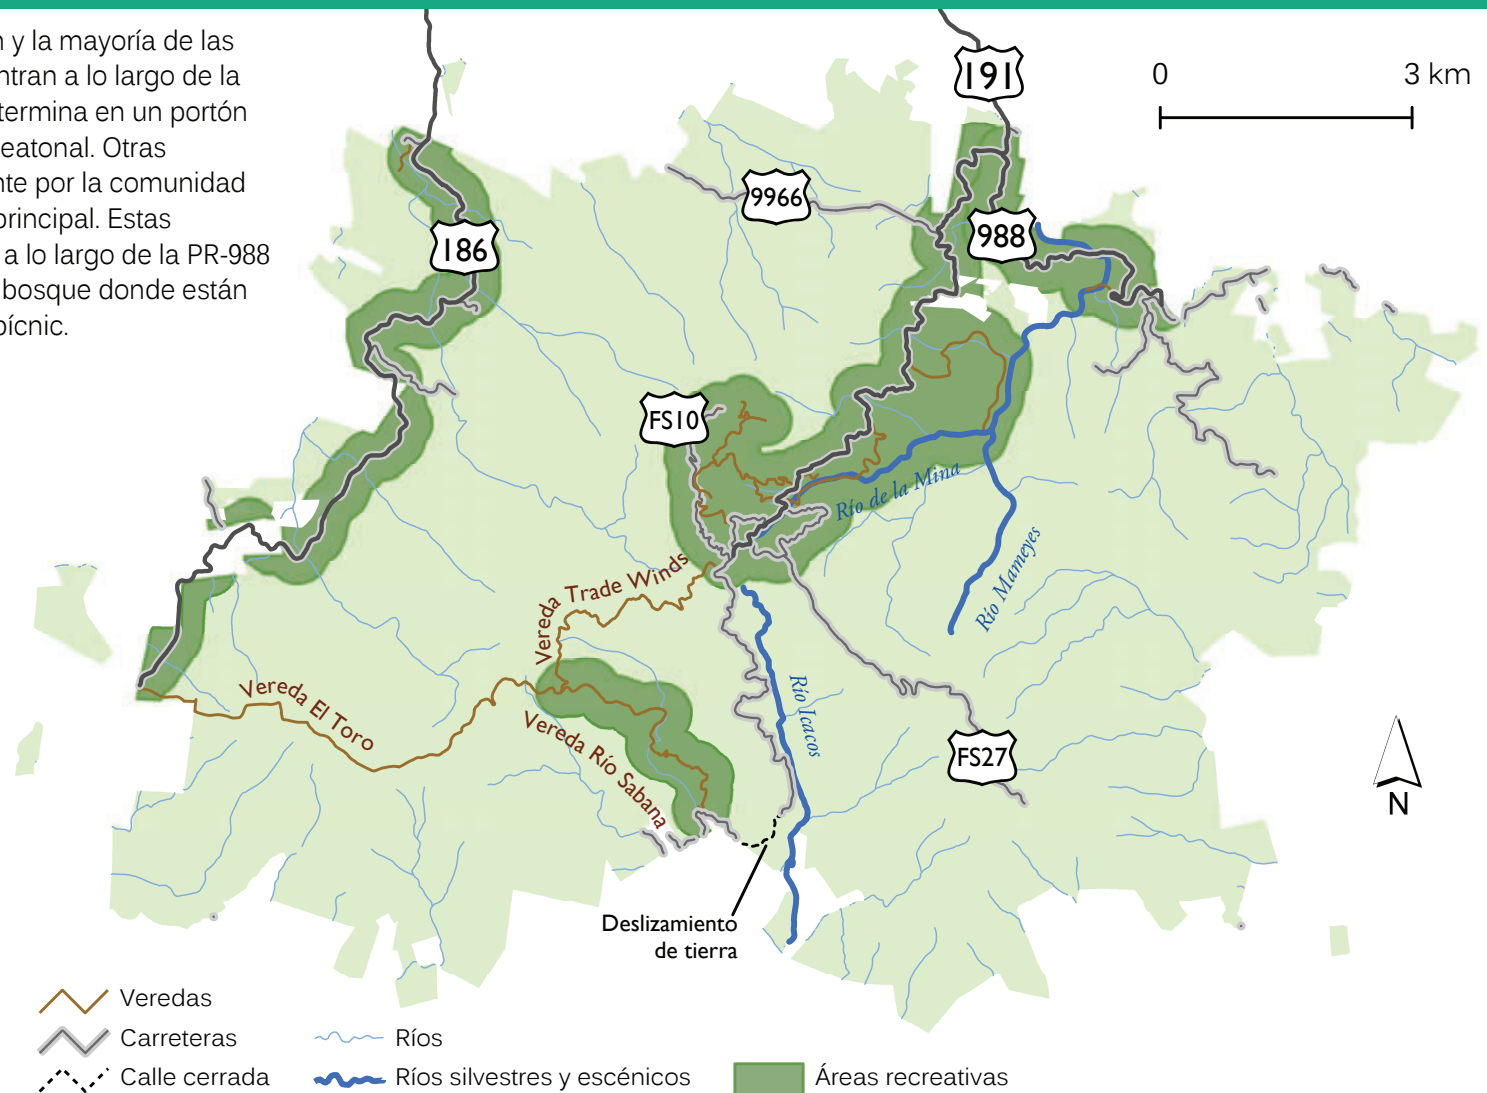 n y la mayoría de las
ntran a lo largo de la
termina en un portón
eatonal. Otras
nte por la comunidad
principal. Estas
a lo largo de la PR-988
bosque donde están
pícnic.
191
0 3 km
9966
988
186
FS10
Río de la Mina
Río Mameyes
Vereda Trade Winds
Vereda El Toro
Vereda Río Sabana
Río Icacos
FS27
N
Deslizamiento
de tierra
Veredas
Carreteras
Ríos
Calle cerrada
Ríos silvestres y escénicos
Áreas recreativas